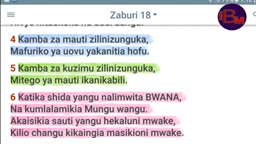 Zaburi 18
4 Kamba za mauti zilinizunguka,
Mafuriko ya uovu yakanitia hofu.
5 Kamba za kuzimu zilinizunguka,
Mitego ya mauti ikanikabili.
6 Katika shida yangu nalimwita BWANA,
Na kumlalamikia Mungu wangu.
Akaisikia sauti yangu hekaluni mwake,
Kilio changu kikaingia masikioni mwake.